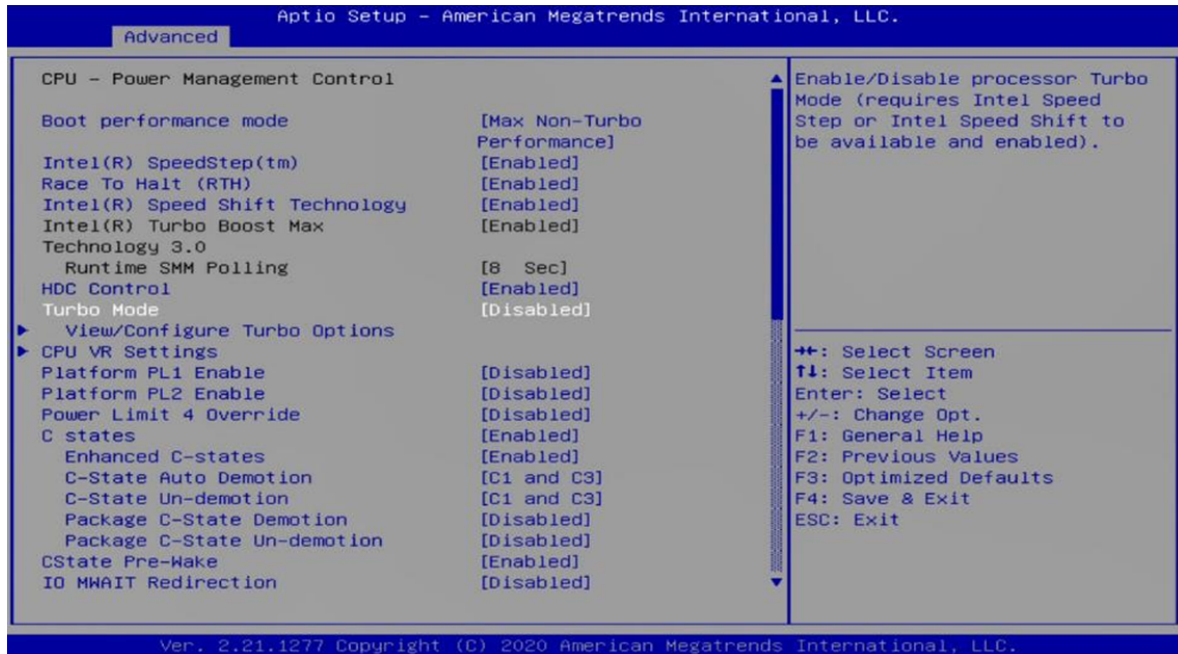 Aptio Setup – American Megatrends International, LLC.
Advanced
CPU – Power Management Control
Boot performance mode [Max Non-Turbo
Performance]
Intel(R) SpeedStep(tm) [Enabled]
Race To Halt (RTH) [Enabled]
Intel(R) Speed Shift Technology [Enabled]
Intel(R) Turbo Boost Max [Enabled]
Technology 3.0
Runtime SMM Polling [8 Sec]
HDC Control [Enabled]
Turbo Mode [Disabled]
View/Configure Turbo Options
CPU VR Settings
Platform PL1 Enable [Disabled]
Platform PL2 Enable [Disabled]
Power Limit 4 Override [Disabled]
C states [Enabled]
Enhanced C-states [Enabled]
C-State Auto Demotion [C1 and C3]
C-State Un-demotion [C1 and C3]
Package C-State Demotion [Disabled]
Package C-State Un-demotion [Disabled]
CState Pre-Wake [Enabled]
IO MWAIT Redirection [Disabled]
Enable/Disable processor Turbo
Mode (requires Intel Speed
Step or Intel Speed Shift to
be available and enabled).
→←: Select Screen
↑↓: Select Item
Enter: Select
+/-: Change Opt.
F1: General Help
F2: Previous Values
F3: Optimized Defaults
F4: Save & Exit
ESC: Exit
Ver. 2.21.1277 Copyright (C) 2020 American Megatrends International, LLC.